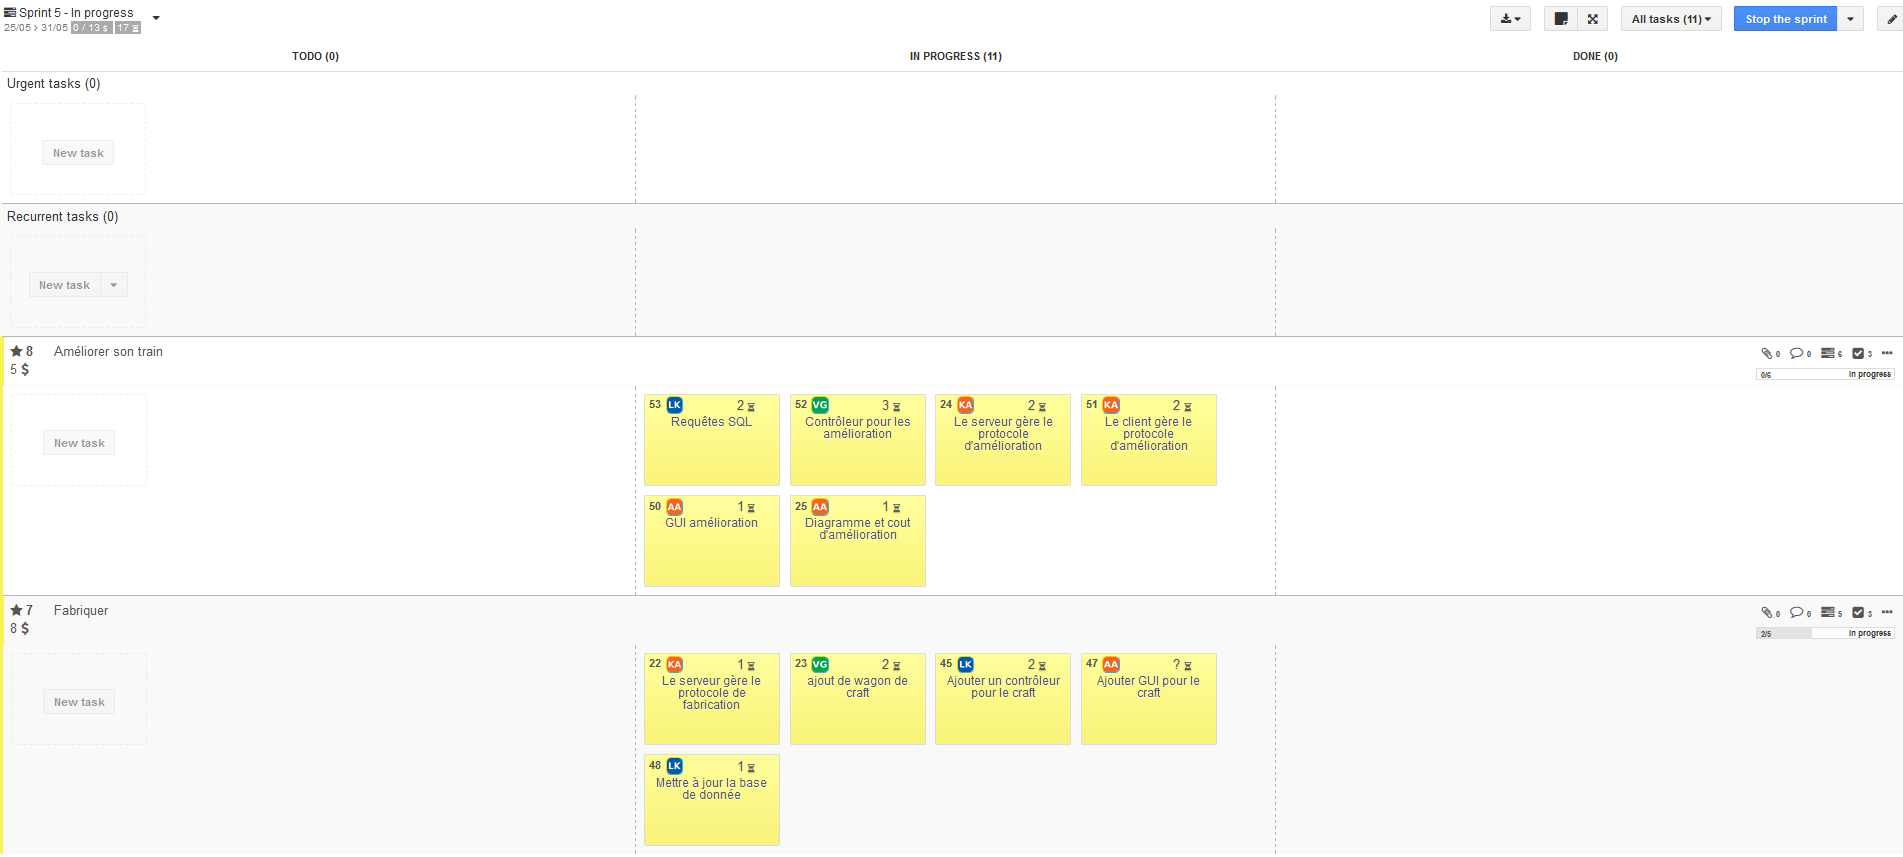 Sprint 5 - In progress
25/05 > 31/05 0 / 13 $ 17
All tasks (11)
Stop the sprint
TODO (0)
IN PROGRESS (11)
DONE (0)
Urgent tasks (0)
New task
Recurrent tasks (0)
New task
8 Améliorer son train
5 $
0 0 6 3
0/6 In progress
New task
53 LK 2
Requêtes SQL
52 VG 3
Contrôleur pour les
amélioration
24 KA 2
Le serveur gère le
protocole
d'amélioration
51 KA 2
Le client gère le
protocole
d'amélioration
50 AA 1
GUI amélioration
25 AA 1
Diagramme et cout
d'amélioration
7 Fabriquer
8 $
0 0 5 3
2/5 In progress
New task
22 KA 1
Le serveur gère le
protocole de
fabrication
23 VG 2
ajout de wagon de
craft
45 LK 2
Ajouter un contrôleur
pour le craft
47 AA ?
Ajouter GUI pour le
craft
48 LK 1
Mettre à jour la base
de donnée